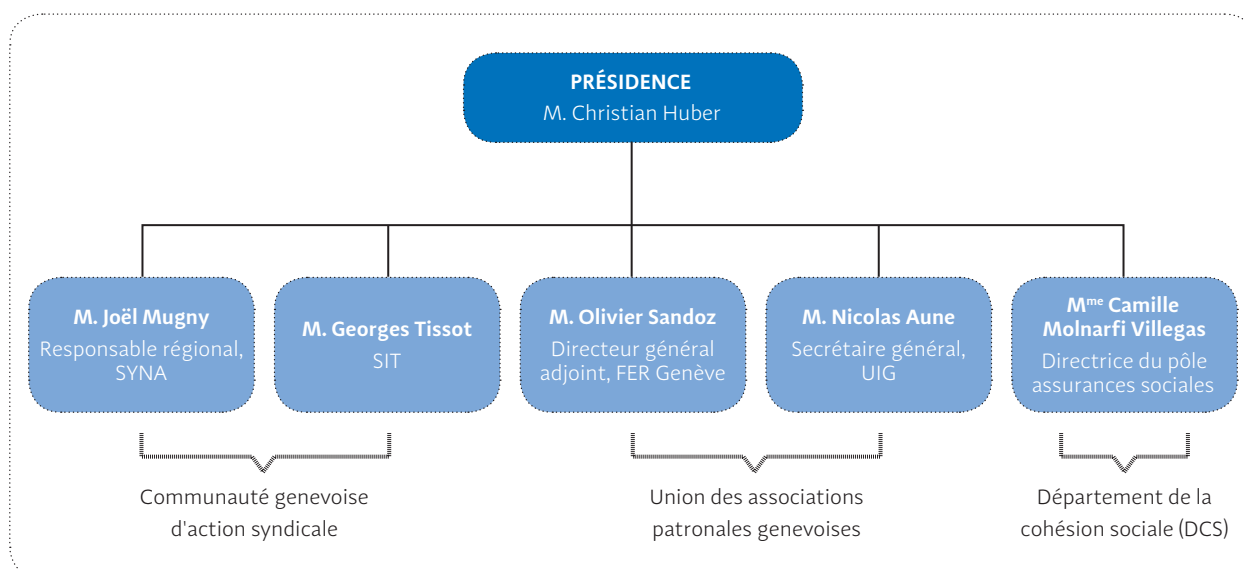 PRÉSIDENCE
M. Christian Huber
M. Joël Mugny
Responsable régional,
SYNA
M. Georges Tissot
SIT
M. Olivier Sandoz
Directeur général
adjoint, FER Genève
M. Nicolas Aune
Secrétaire général,
UIG
Mme Camille
Molnarfi Villegas
Directrice du pôle
assurances sociales
Communauté genevoise
d'action syndicale
Union des associations
patronales genevoises
Département de la
cohésion sociale (DCS)